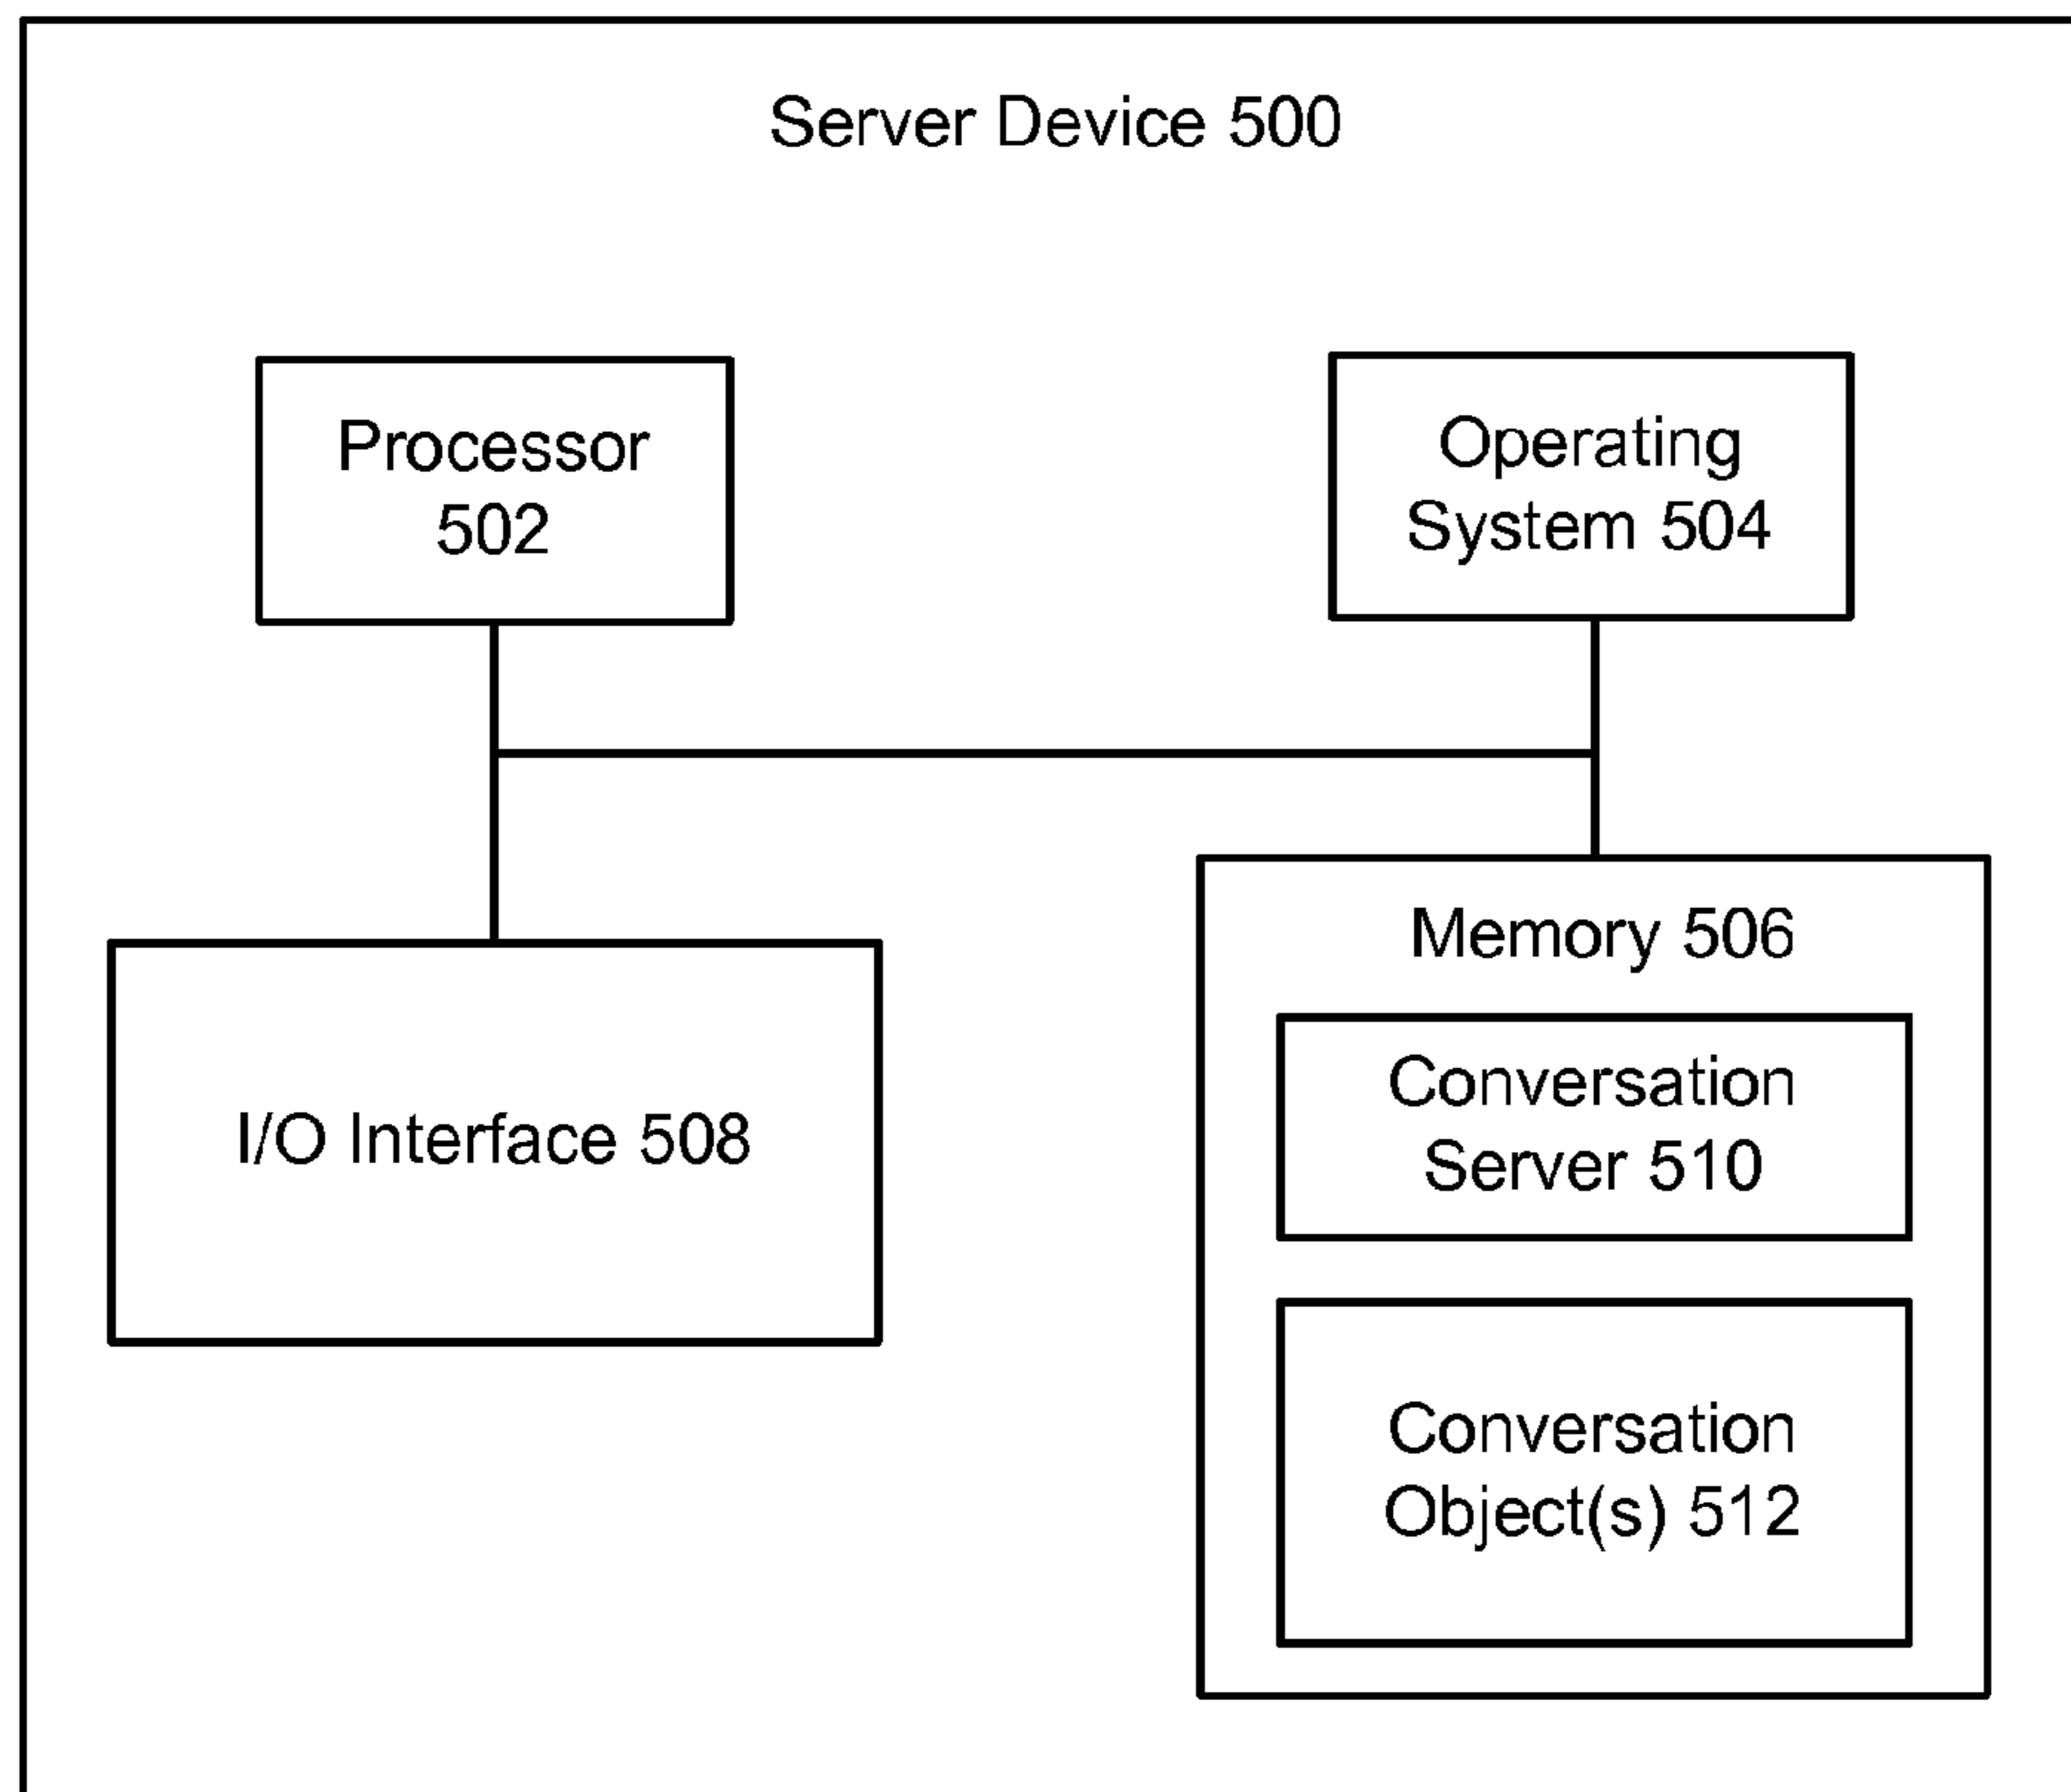 Server Device 500
Processor
502
Operating
System 504
I/O Interface 508
Memory 506
Conversation
Server 510
Conversation
Object(s) 512